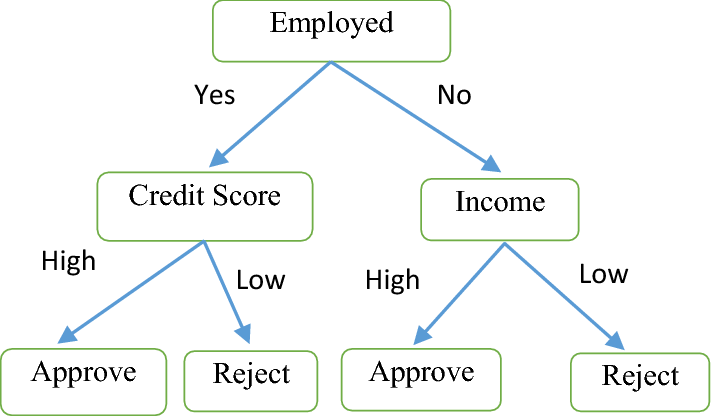 Employed
Yes
No
Credit Score
Income
High
Low
High
Low
Approve
Reject
Approve
Reject